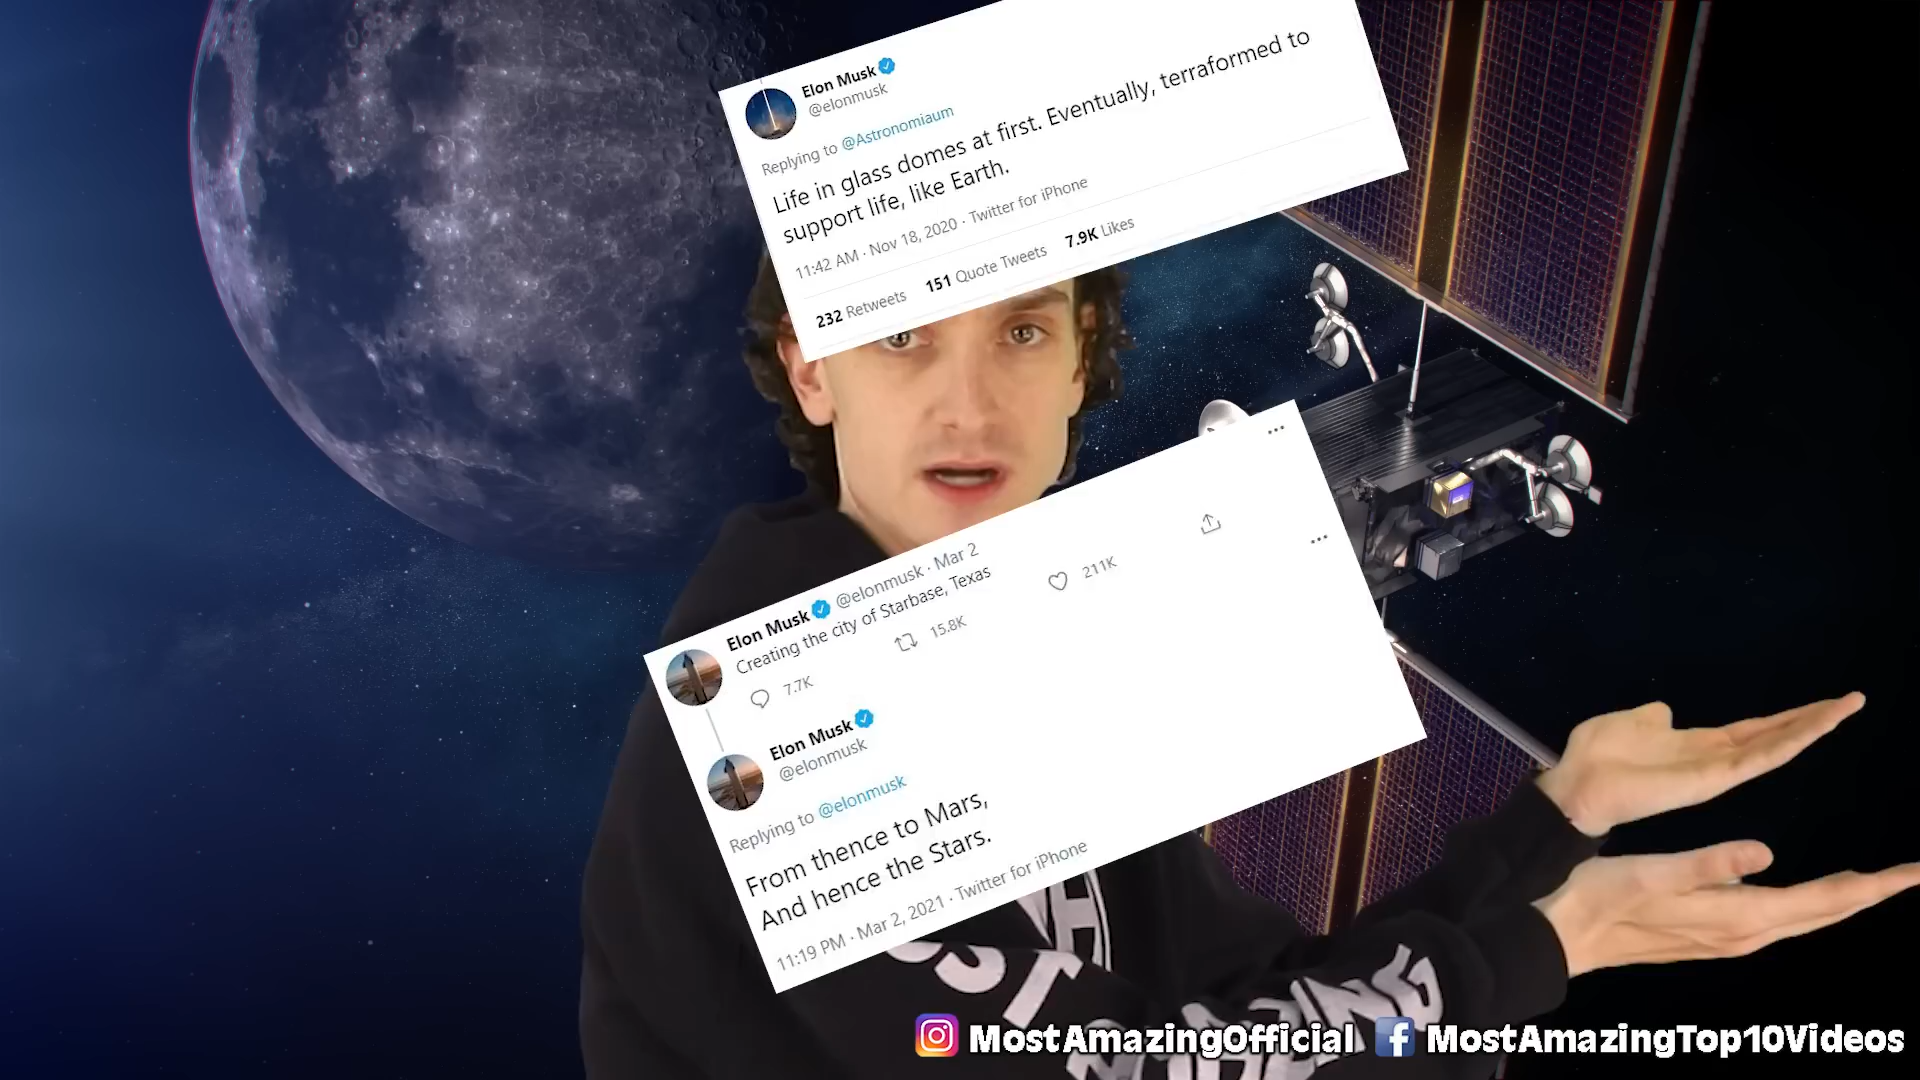 Elon Musk
@elonmusk
Replying to @Astronomiaum
Life in glass domes at first. Eventually, terraformed to
support life, like Earth.
11:42 AM · Nov 18, 2020 · Twitter for iPhone
232 Retweets 151 Quote Tweets 7.9K Likes
Elon Musk @elonmusk · Mar 2
Creating the city of Starbase, Texas
7.7K 15.8K 211K
Elon Musk
@elonmusk
Replying to @elonmusk
From thence to Mars,
And hence the Stars.
11:19 PM · Mar 2, 2021 · Twitter for iPhone
MostAmazingOfficial MostAmazingTop10Videos